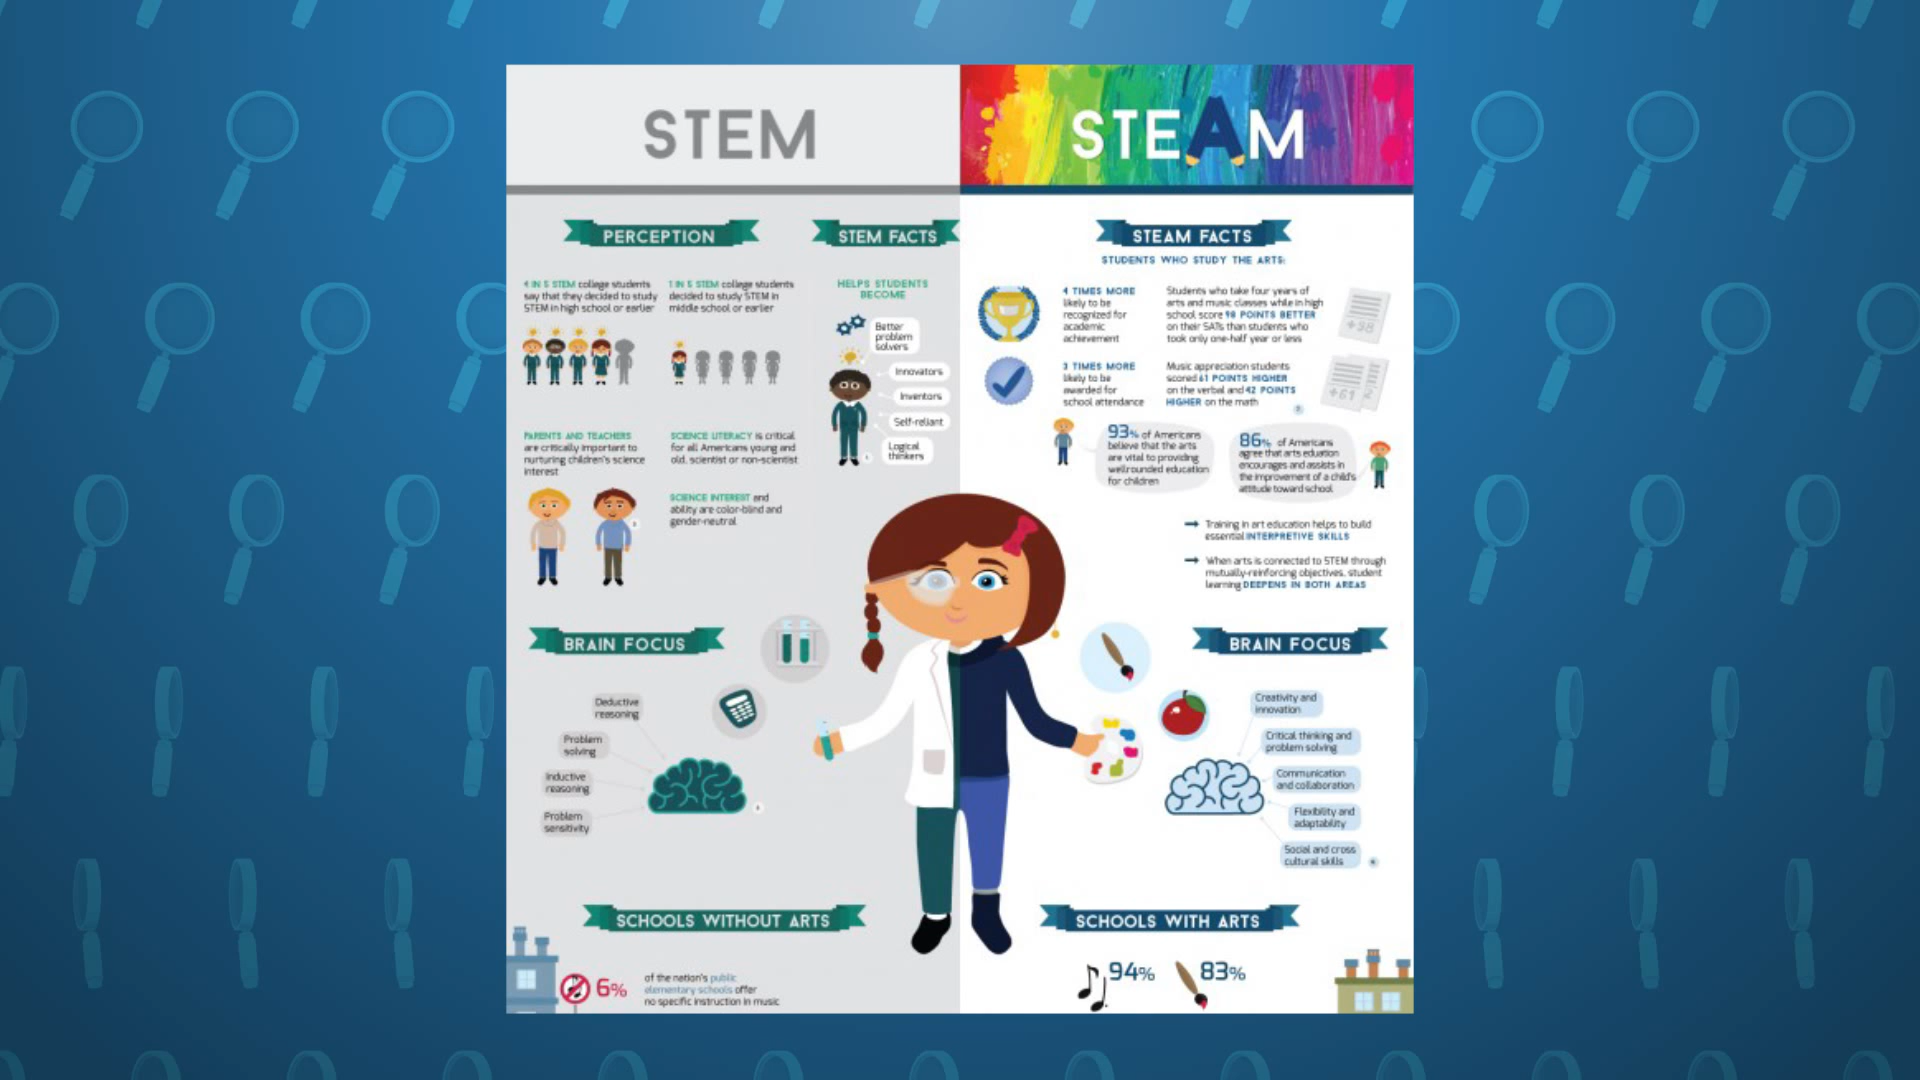 STEM
STEAM
PERCEPTION
4 IN 5 STEM college students
say that they decided to study
STEM in high school or earlier
1 IN 5 STEM college students
decided to study STEM in
middle school or earlier
PARENTS AND TEACHERS
are critically important to
nurturing children's science
interest
SCIENCE LITERACY is critical
for all Americans young and
old, scientist or non-scientist
SCIENCE INTEREST and
ability are color-blind and
gender-neutral
STEM FACTS
HELPS STUDENTS
BECOME
Better
problem
solvers
Innovators
Inventors
Self-reliant
Logical
thinkers
BRAIN FOCUS
Deductive
reasoning
Problem
solving
Inductive
reasoning
Problem
sensitivity
SCHOOLS WITHOUT ARTS
6%
of the nation's public
elementary schools offer
no specific instruction in music
STEAM FACTS
STUDENTS WHO STUDY THE ARTS:
4 TIMES MORE
likely to be
recognized for
academic
achievement
Students who take four years of
arts and music classes while in high
school score 98 POINTS BETTER
on their SATs than students who
took only one-half year or less
+98
3 TIMES MORE
likely to be
awarded for
school attendance
Music appreciation students
scored 61 POINTS HIGHER
on the verbal and 42 POINTS
HIGHER on the math
+61
93% of Americans
believe that the arts
are vital to providing
wellrounded education
for children
86% of Americans
agree that arts eduation
encourages and assists in
the improvement of a child's
attitude toward school
Training in art education helps to build
essential INTERPRETIVE SKILLS
When arts is connected to STEM through
mutually-reinforcing objectives, student
learning DEEPENS IN BOTH AREAS
BRAIN FOCUS
Creativity and
innovation
Critical thinking and
problem solving
Communication
and collaboration
Flexibility and
adaptability
Social and cross
cultural skills
SCHOOLS WITH ARTS
94%
83%